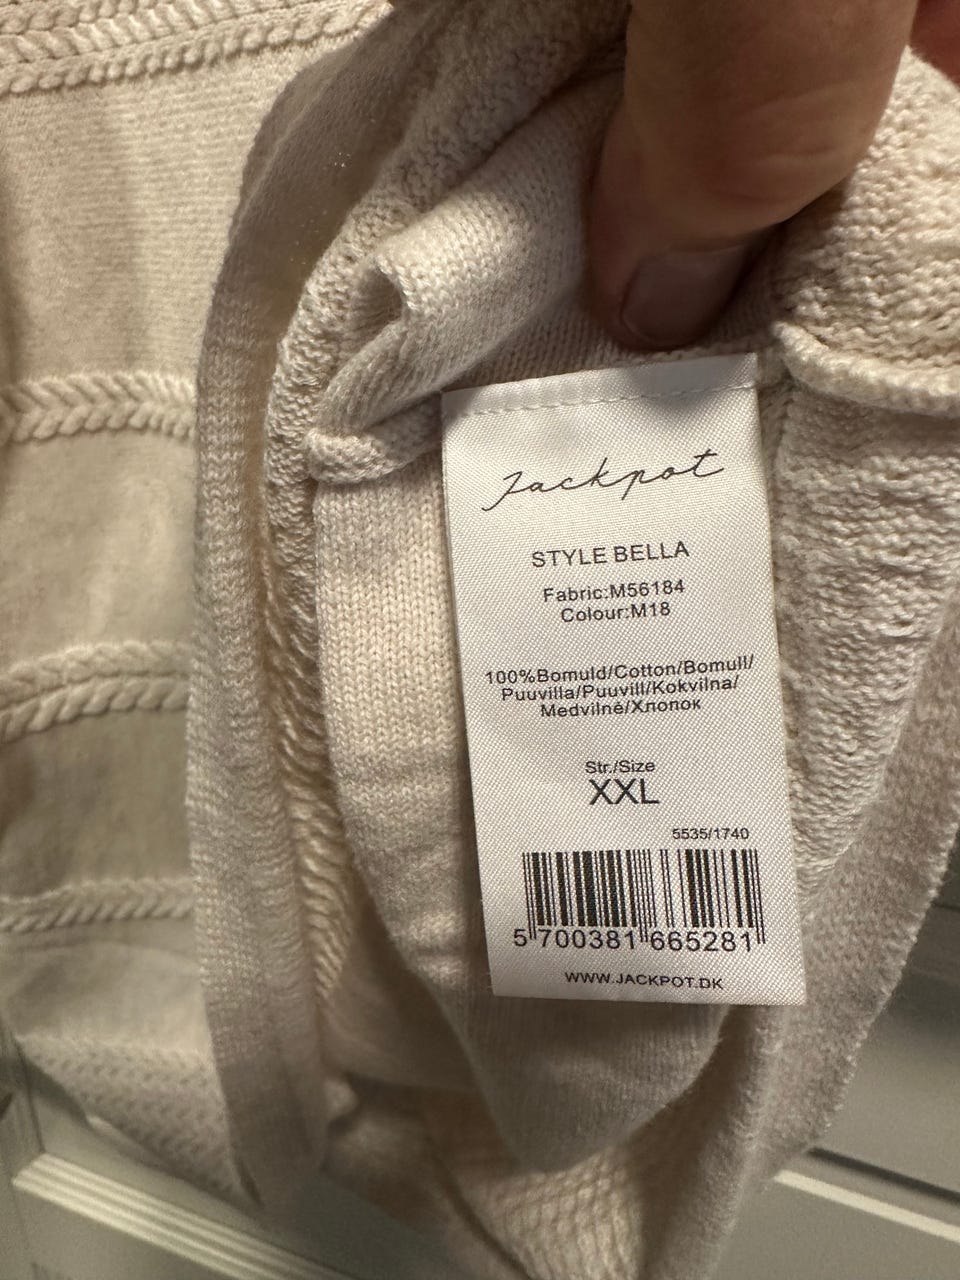 Jackpot
STYLE BELLA
Fabric:M56184
Colour:M18
100%Bomuld/Cotton/Bomull/
Puuvilla/Puuvill/Kokvilna/
Medvilnė/Хлопок
Str./Size
XXL
5535/1740
5 700381 665281
WWW.JACKPOT.DK